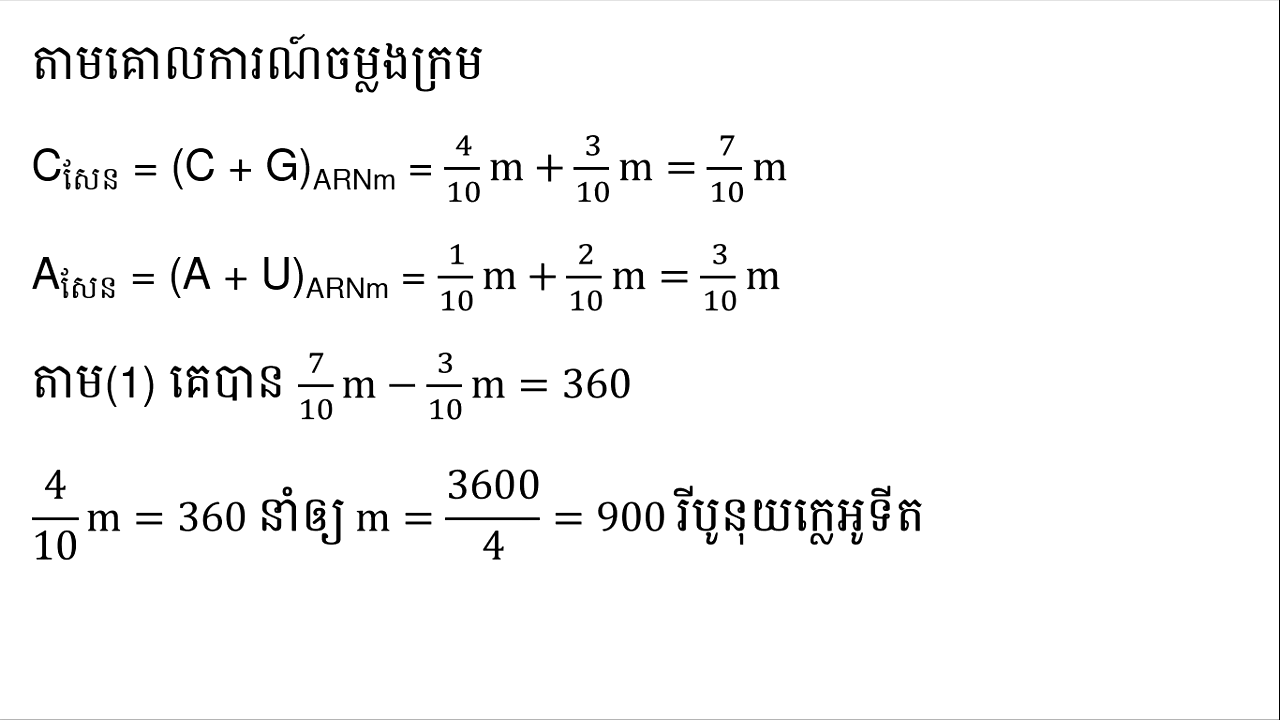 តាមគោលការណ៍ចម្លងក្រម
Cសែន = (C + G)ARNm = 4/10 m + 3/10 m = 7/10 m
Aសែន = (A + U)ARNm = 1/10 m + 2/10 m = 3/10 m
តាម(1) គេបាន 7/10 m − 3/10 m = 360
4/10 m = 360 នាំឲ្យ m = 3600/4 = 900 រីបូនុយក្លេអូទីត